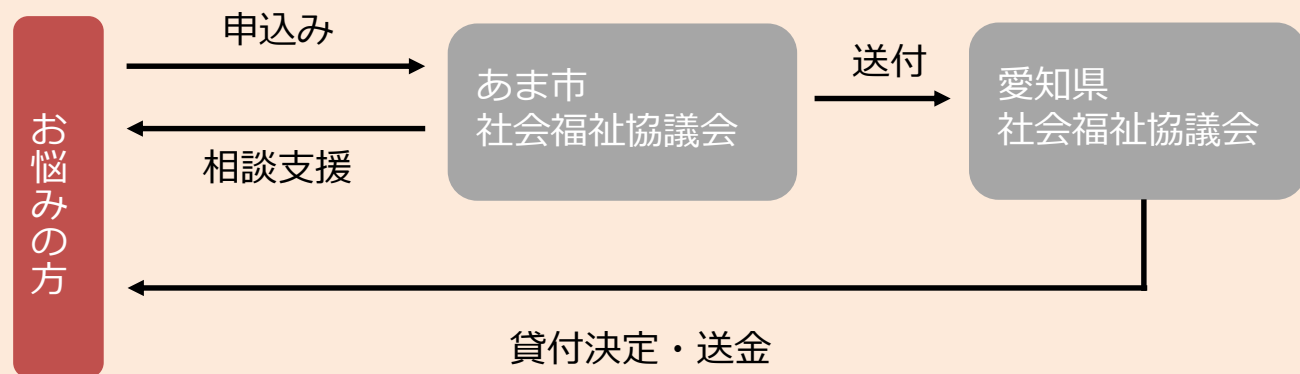 お悩みの方
申込み
相談支援
あま市
社会福祉協議会
送付
愛知県
社会福祉協議会
貸付決定・送金